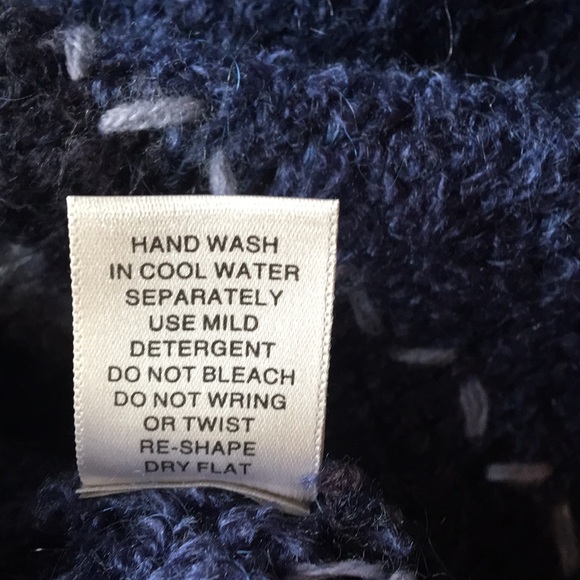 HAND WASH
IN COOL WATER
SEPARATELY
USE MILD
DETERGENT
DO NOT BLEACH
DO NOT WRING
OR TWIST
RE-SHAPE
DRY FLAT